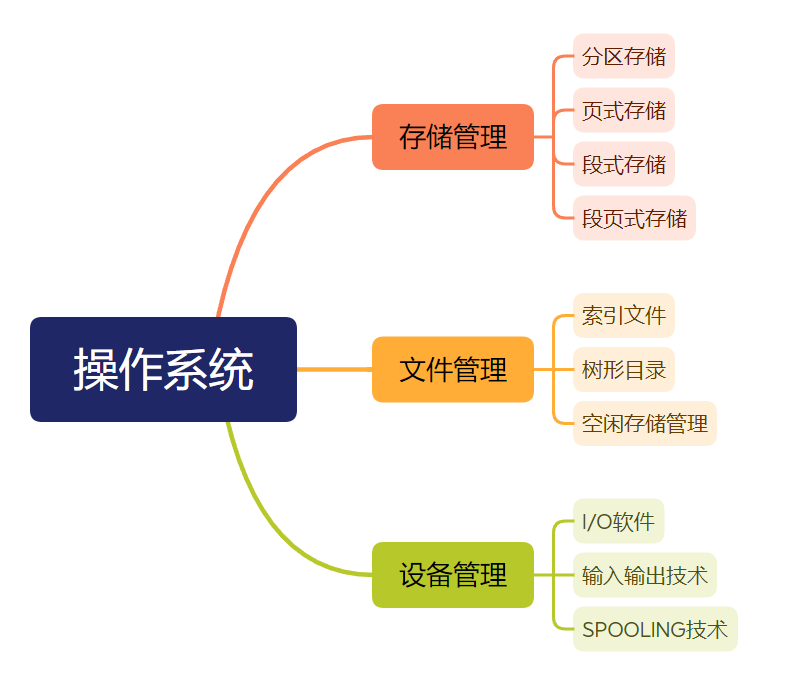 操作系统
存储管理
分区存储
页式存储
段式存储
段页式存储
文件管理
索引文件
树形目录
空闲存储管理
设备管理
I/O软件
输入输出技术
SPOOLING技术